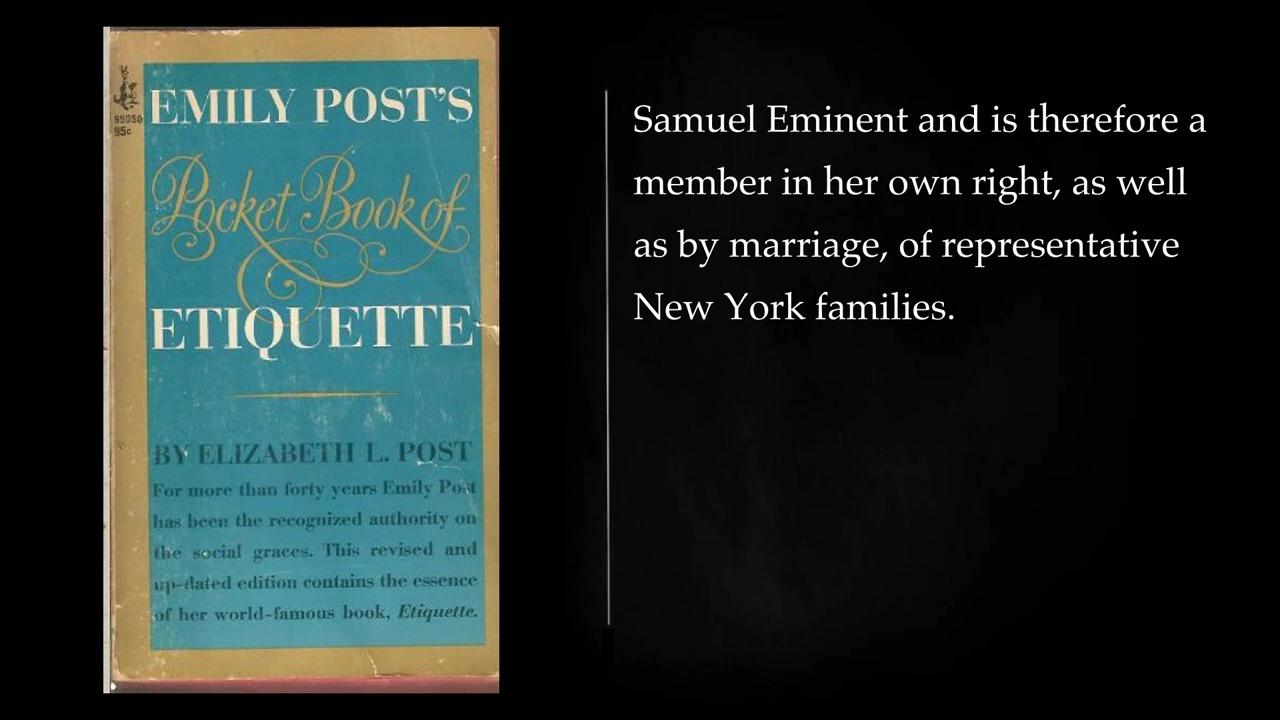 95050
95c
EMILY POST'S
Pocket Book of
ETIQUETTE
BY ELIZABETH L. POST
For more than forty years Emily Post
has been the recognized authority on
the social graces. This revised and
up-dated edition contains the essence
of her world-famous book, Etiquette.
Samuel Eminent and is therefore a
member in her own right, as well
as by marriage, of representative
New York families.